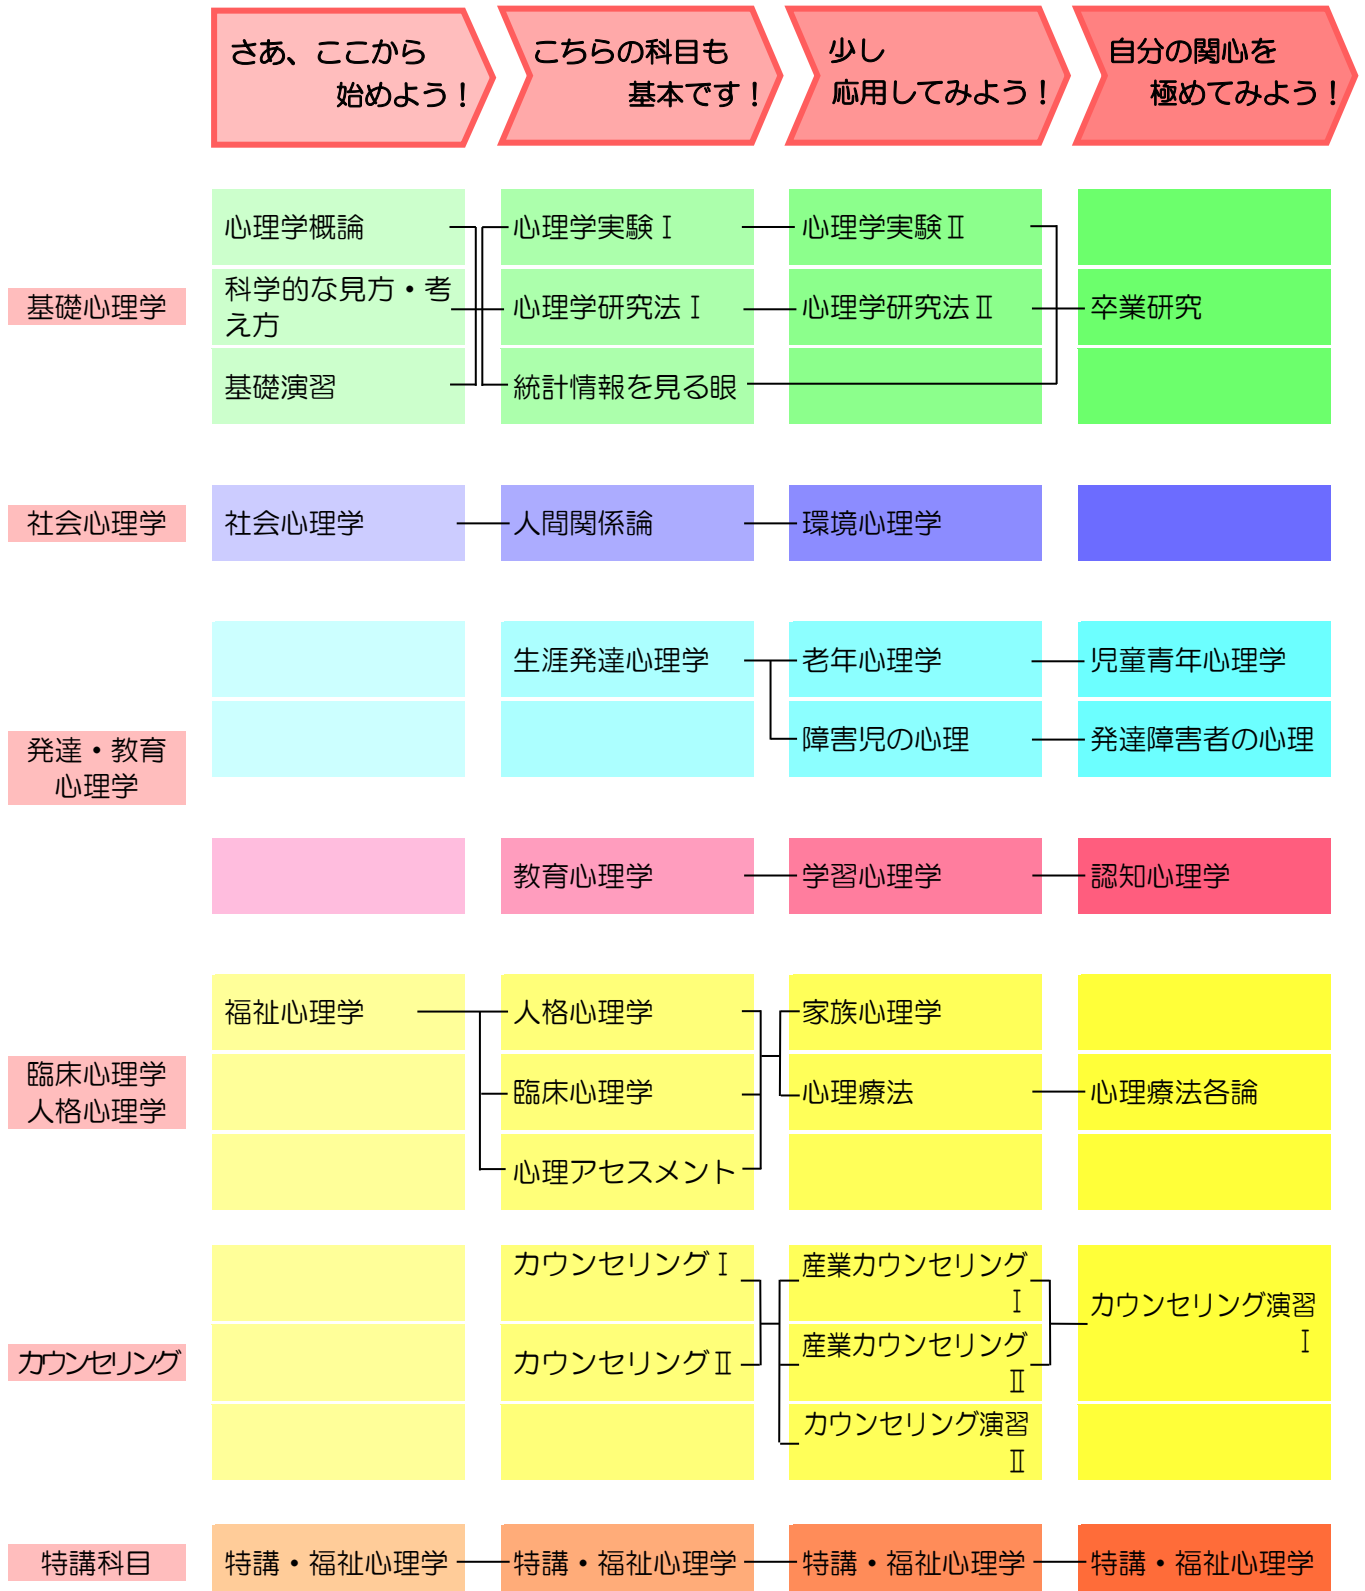 さあ、ここから
始めよう！
こちらの科目も
基本です！
少し
応用してみよう！
自分の関心を
極めてみよう！
基礎心理学
心理学概論
心理学実験Ⅰ
心理学実験Ⅱ
科学的な見方・考
え方
心理学研究法Ⅰ
心理学研究法Ⅱ
卒業研究
基礎演習
統計情報を見る眼
社会心理学
社会心理学
人間関係論
環境心理学
発達・教育
心理学
生涯発達心理学
老年心理学
児童青年心理学
障害児の心理
発達障害者の心理
教育心理学
学習心理学
認知心理学
臨床心理学
人格心理学
福祉心理学
人格心理学
家族心理学
臨床心理学
心理療法
心理療法各論
心理アセスメント
カウンセリング
カウンセリングⅠ
産業カウンセリング
Ⅰ
カウンセリング演習
Ⅰ
カウンセリングⅡ
産業カウンセリング
Ⅱ
カウンセリング演習
Ⅱ
特講科目
特講・福祉心理学
特講・福祉心理学
特講・福祉心理学
特講・福祉心理学